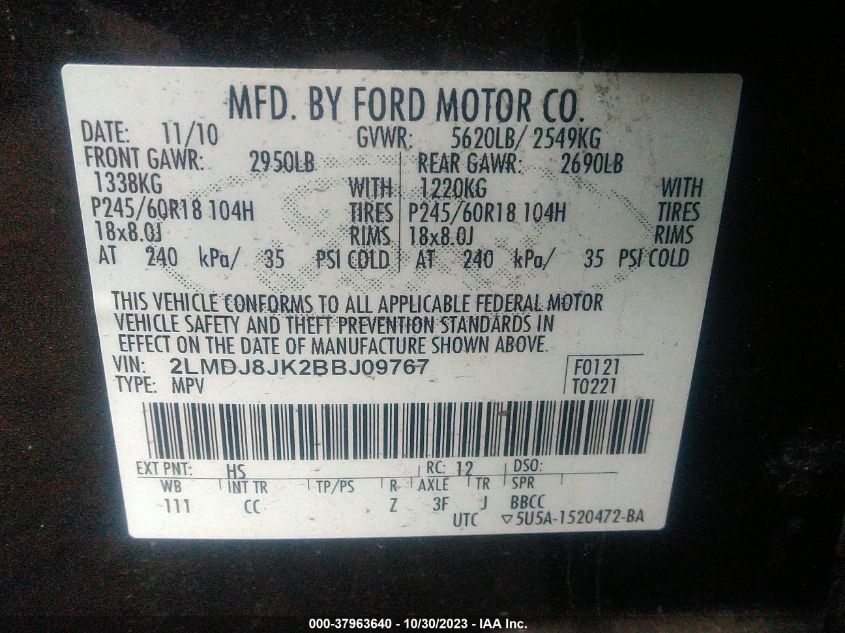 MFD. BY FORD MOTOR CO.
DATE: 11/10 GVWR: 5620LB/ 2549KG
FRONT GAWR: 2950LB REAR GAWR: 2690LB
1338KG WITH 1220KG WITH
P245/60R18 104H TIRES P245/60R18 104H TIRES
18x8.0J RIMS 18x8.0J RIMS
AT 240 kPa/ 35 PSI COLD AT 240 kPa/ 35 PSI COLD
THIS VEHICLE CONFORMS TO ALL APPLICABLE FEDERAL MOTOR
VEHICLE SAFETY AND THEFT PREVENTION STANDARDS IN
EFFECT ON THE DATE OF MANUFACTURE SHOWN ABOVE.
VIN: 2LMDJ8JK2BBJ09767 F0121
TYPE: MPV T0221
EXT PNT: HS RC: 12 DSO:
WB INT TR TP/PS R AXLE TR SPR
111 CC Z 3F J BBCC
UTC ▽5U5A-1520472-BA
000-37963640 - 10/30/2023 - IAA Inc.